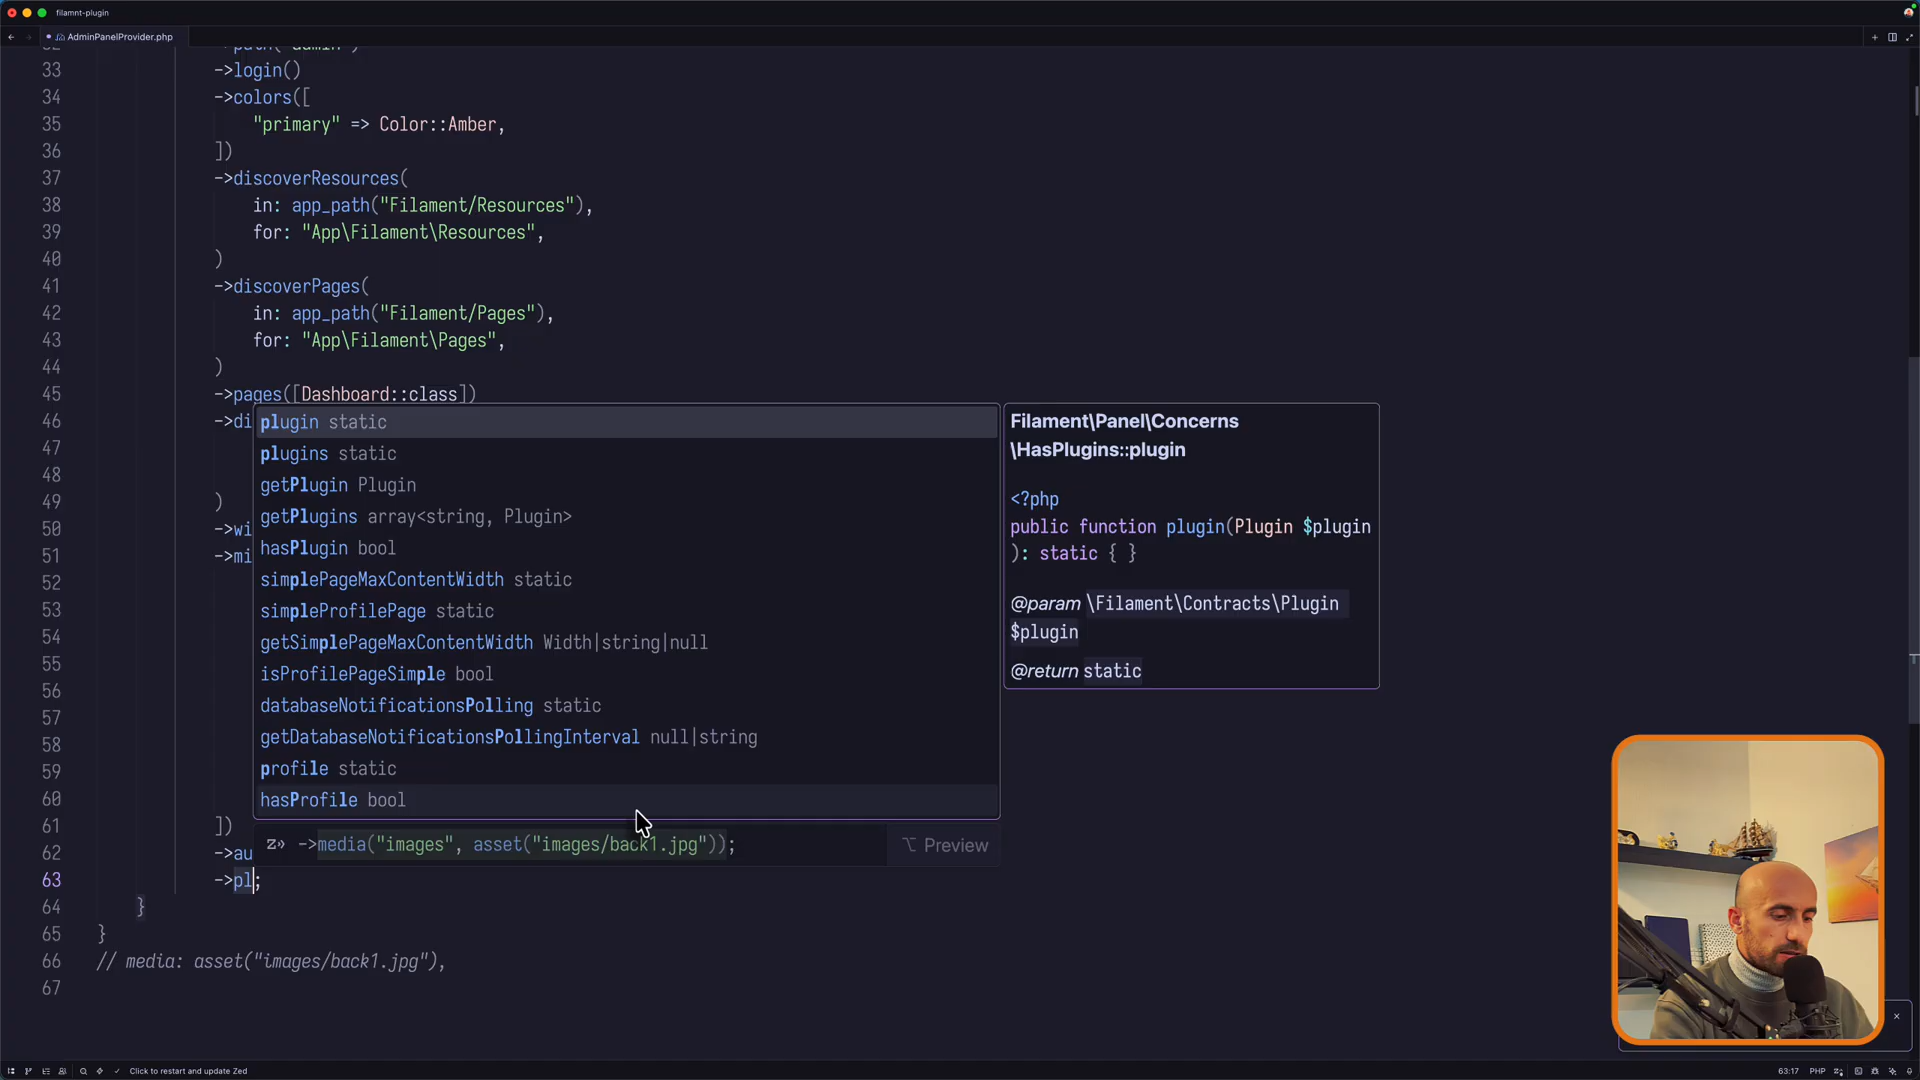 filamnt-plugin
AdminPanelProvider.php
32 ->path("admin")
33 ->login()
34 ->colors([
35 "primary" => Color::Amber,
36 ])
37 ->discoverResources(
38 in: app_path("Filament/Resources"),
39 for: "App\Filament\Resources",
40 )
41 ->discoverPages(
42 in: app_path("Filament/Pages"),
43 for: "App\Filament\Pages",
44 )
45 ->pages([Dashboard::class])
46 ->di
47
48
49 )
50 ->wi
51 ->mi
52
53
54
55
56
57
58
59
60
61 ])
62 ->au
63 ->pl;
64 }
65 }
66 // media: asset("images/back1.jpg"),
67
plugin static
plugins static
getPlugin Plugin
getPlugins array<string, Plugin>
hasPlugin bool
simplePageMaxContentWidth static
simpleProfilePage static
getSimplePageMaxContentWidth Width|string|null
isProfilePageSimple bool
databaseNotificationsPolling static
getDatabaseNotificationsPollingInterval null|string
profile static
hasProfile bool
->media("images", asset("images/back1.jpg"));
⌥ Preview
Filament\Panel\Concerns
\HasPlugins::plugin
<?php
public function plugin(Plugin $plugin
): static { }
@param \Filament\Contracts\Plugin
$plugin
@return static
Click to restart and update Zed
63:17
PHP